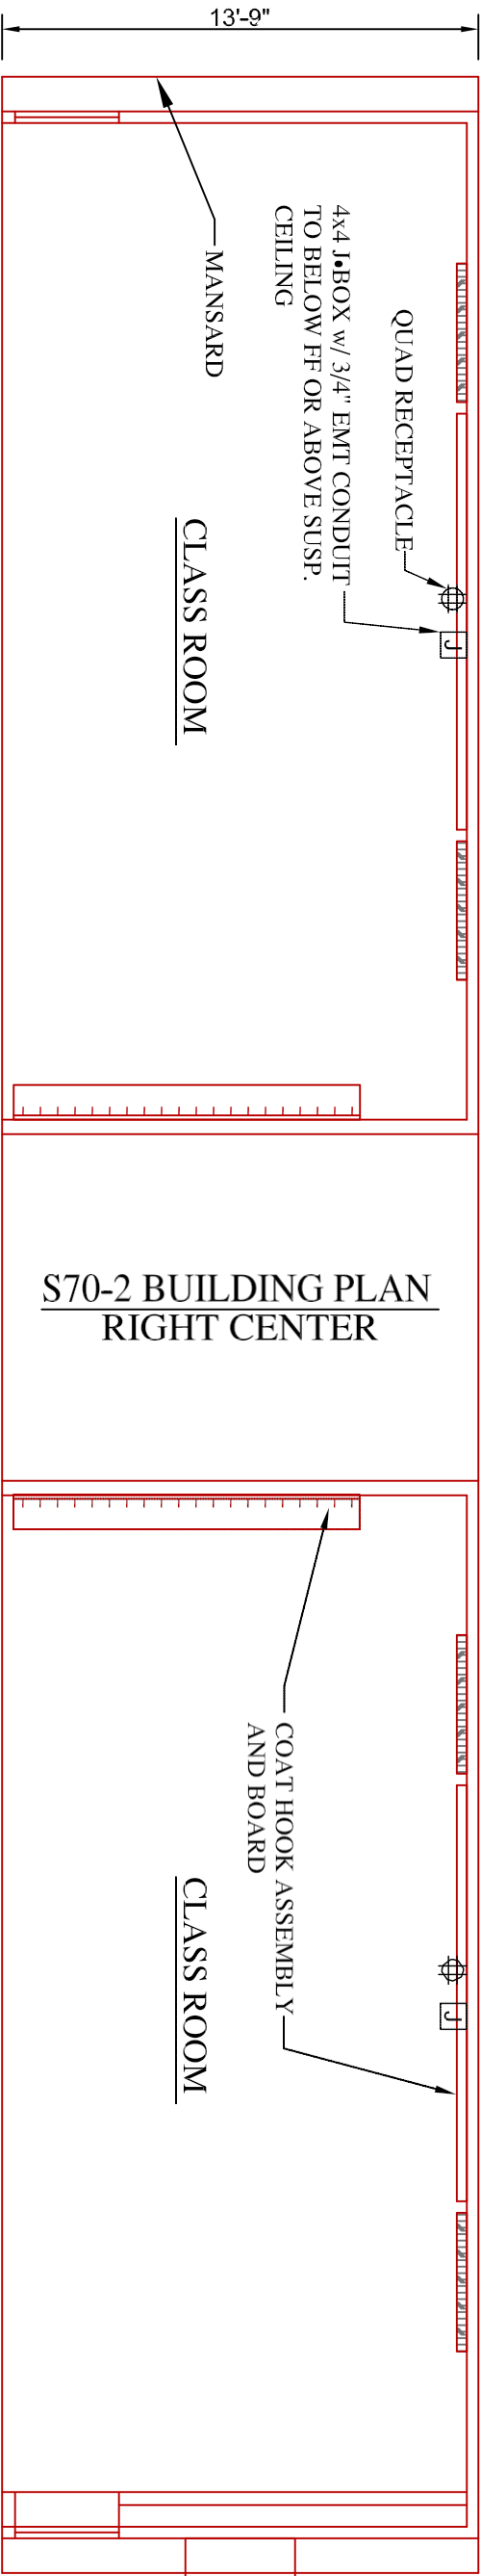 13'-9"
MANSARD
4x4 J•BOX w/ 3/4" EMT CONDUIT
TO BELOW FF OR ABOVE SUSP.
CEILING
QUAD RECEPTACLE
J
CLASS ROOM
S70-2 BUILDING PLAN
RIGHT CENTER
COAT HOOK ASSEMBLY
AND BOARD
CLASS ROOM
J